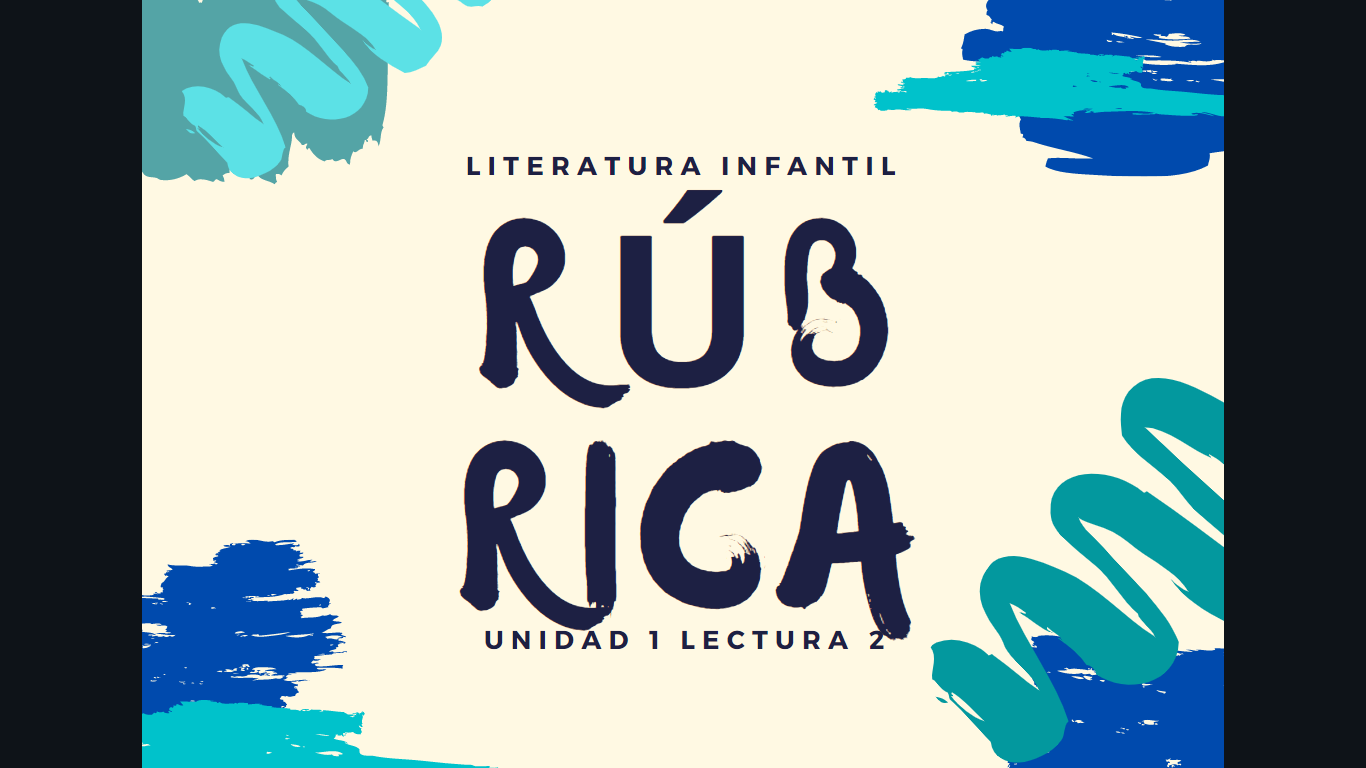 LITERATURA INFANTIL
RÚB
RICA
UNIDAD 1 LECTURA 2